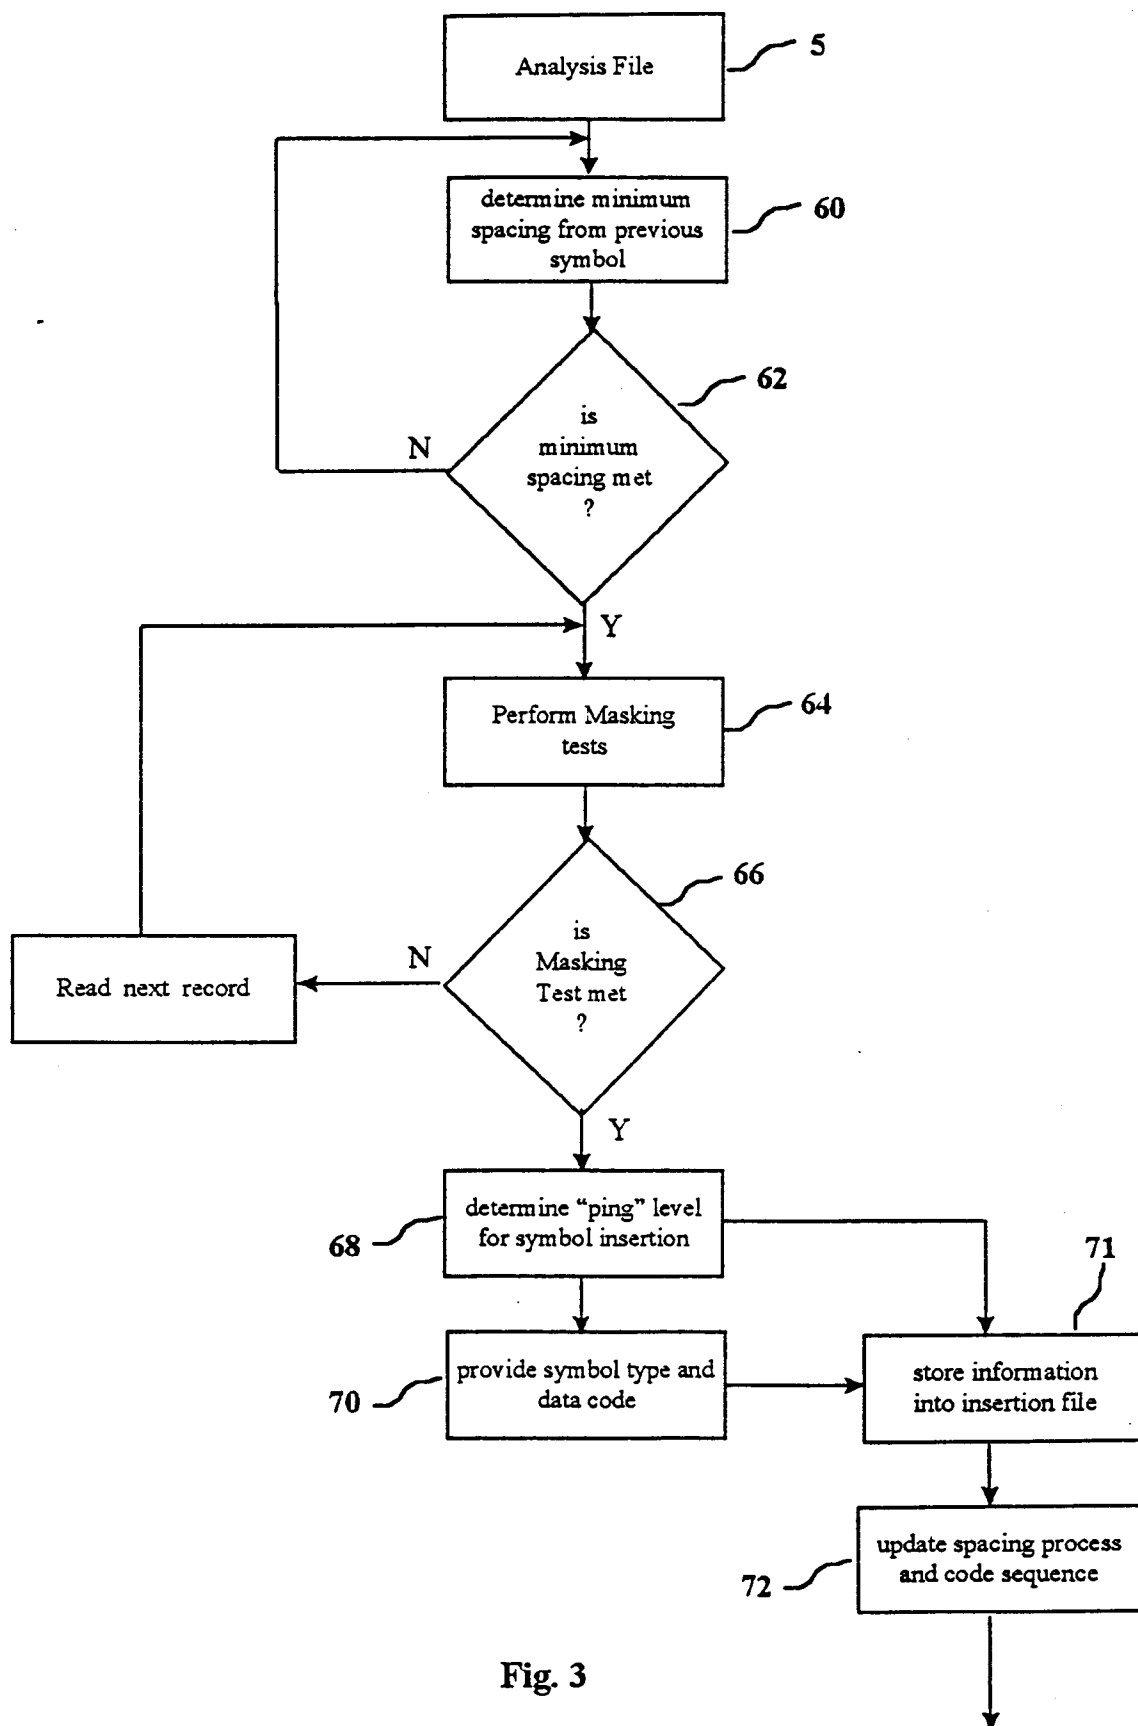 Analysis File
5
determine minimum
spacing from previous
symbol
60
is
minimum
spacing met
?
62
N
Y
Perform Masking
tests
64
is
Masking
Test met
?
66
N
Read next record
Y
determine “ping” level
for symbol insertion
68
71
provide symbol type and
data code
70
store information
into insertion file
update spacing process
and code sequence
72
Fig. 3